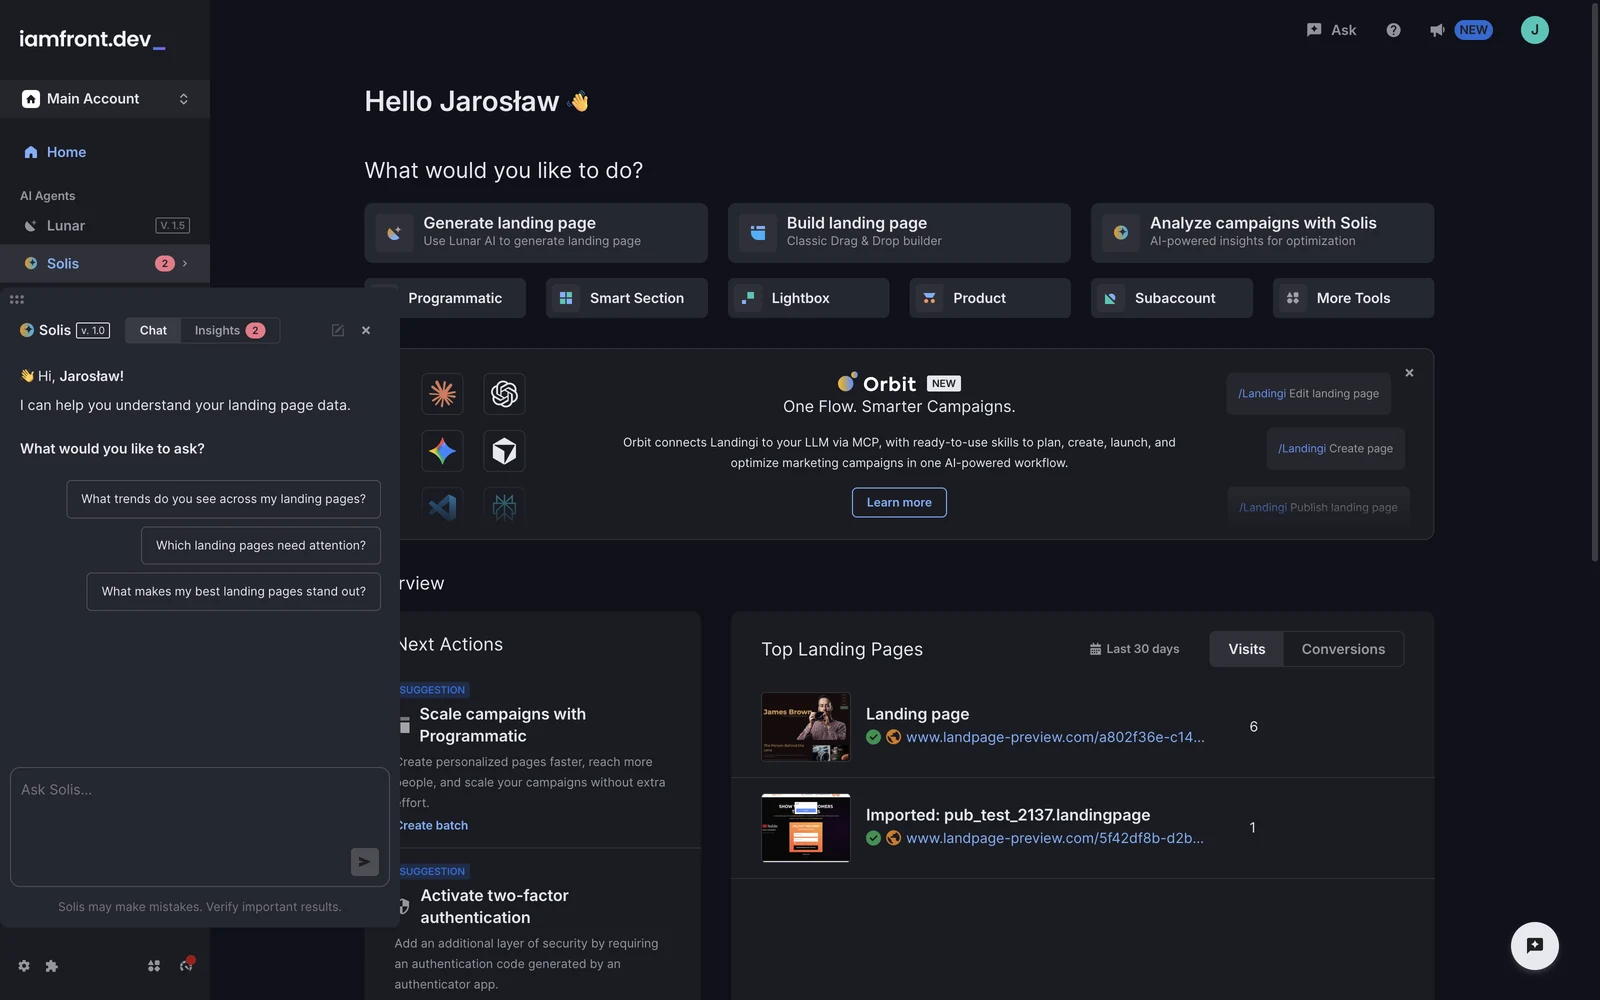 iamfront.dev_
Main Account
Home
AI Agents
Lunar
V. 1.5
Solis
2
Ask
NEW
J
Hello Jarosław 👋
What would you like to do?
Generate landing page
Use Lunar AI to generate landing page
Build landing page
Classic Drag & Drop builder
Analyze campaigns with Solis
AI-powered insights for optimization
Programmatic
Smart Section
Lightbox
Product
Subaccount
More Tools
Solis
v. 1.0
Chat
Insights
2
👋 Hi, Jarosław!
I can help you understand your landing page data.
What would you like to ask?
What trends do you see across my landing pages?
Which landing pages need attention?
What makes my best landing pages stand out?
Ask Solis...
Solis may make mistakes. Verify important results.
Orbit NEW
One Flow. Smarter Campaigns.
Orbit connects Landingi to your LLM via MCP, with ready-to-use skills to plan, create, launch, and
optimize marketing campaigns in one AI-powered workflow.
Learn more
/Landingi Edit landing page
/Landingi Create page
/Landingi Publish landing page
rview
Next Actions
SUGGESTION
Scale campaigns with
Programmatic
Create personalized pages faster, reach more
people, and scale your campaigns without extra
effort.
Create batch
SUGGESTION
Activate two-factor
authentication
Add an additional layer of security by requiring
an authentication code generated by an
authenticator app.
Top Landing Pages
Last 30 days
Visits
Conversions
James Brown
Landing page
www.landpage-preview.com/a802f36e-c14...
6
Imported: pub_test_2137.landingpage
www.landpage-preview.com/5f42df8b-d2b...
1